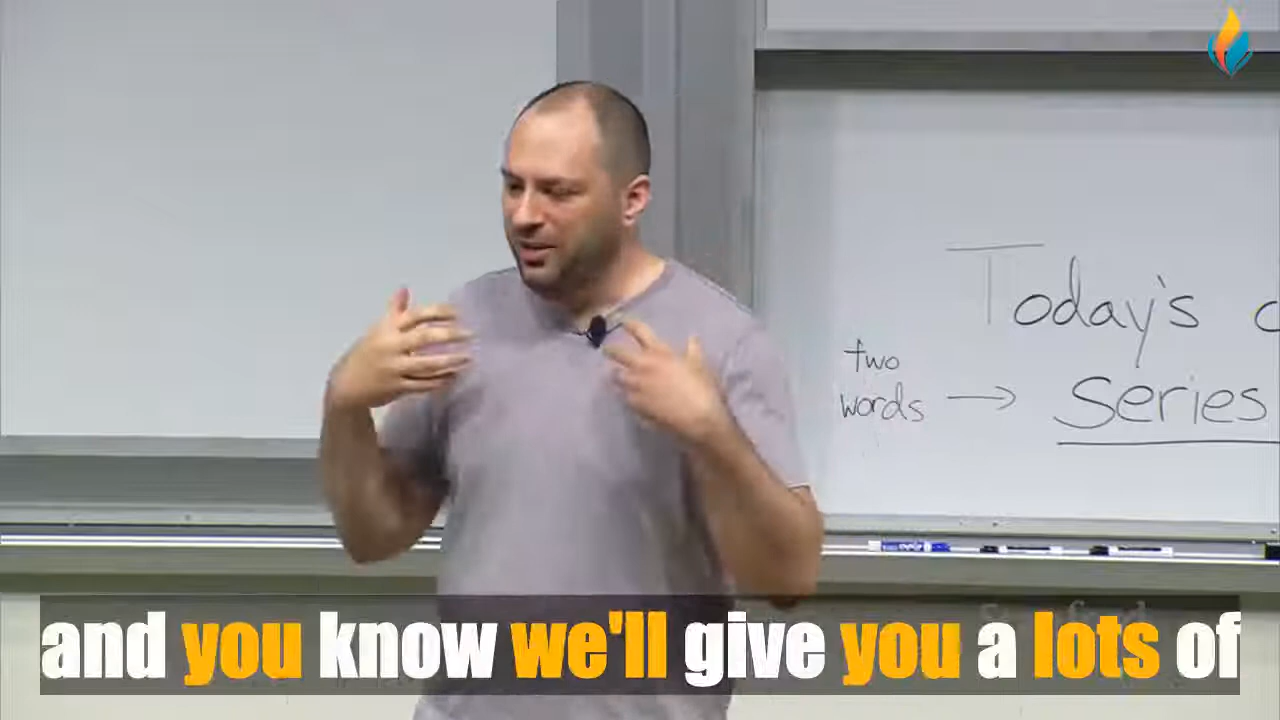 Today's
two
words → Series
and you know we'll give you a lots of